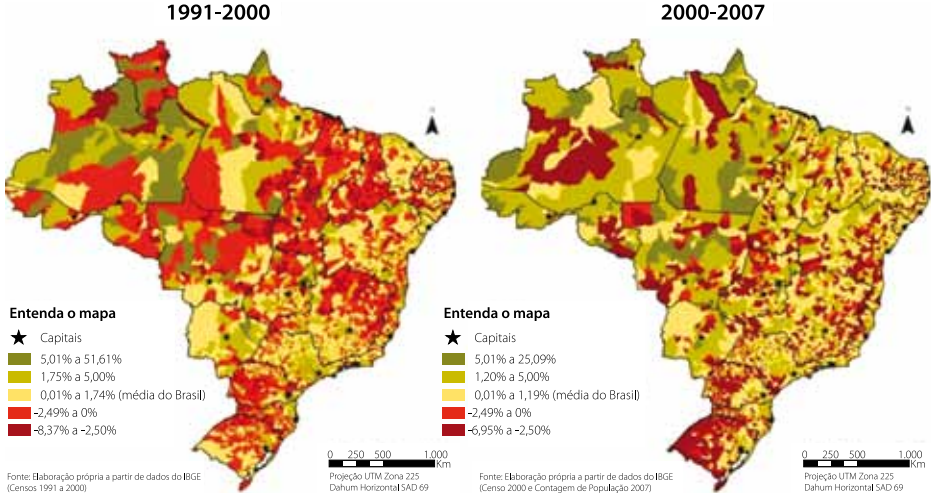 1991-2000
Entenda o mapa
Capitais
5,01% a 51,61%
1,75% a 5,00%
0,01% a 1,74% (média do Brasil)
-2,49% a 0%
-8,37% a -2,50%
Fonte: Elaboração própria a partir de dados do IBGE
(Censos 1991 a 2000)
0 250 500 1.000
Km
Projeção UTM Zona 225
Dahum Horizontal SAD 69
2000-2007
Entenda o mapa
Capitais
5,01% a 25,09%
1,20% a 5,00%
0,01% a 1,19% (média do Brasil)
-2,49% a 0%
-6,95% a -2,50%
Fonte: Elaboração própria a partir de dados do IBGE
(Censo 2000 e Contagem de População 2007)
0 250 500 1.000
Km
Projeção UTM Zona 225
Dahum Horizontal SAD 69